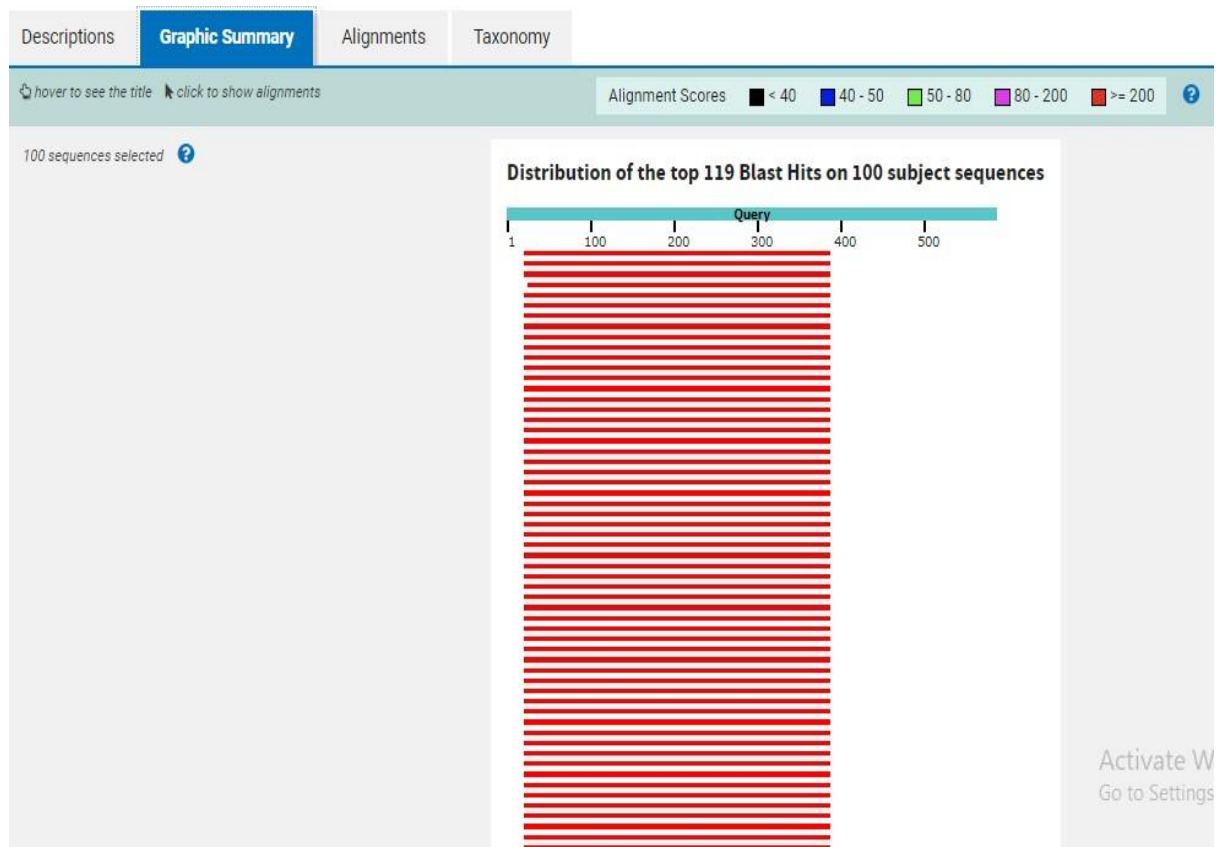 Descriptions Graphic Summary Alignments Taxonomy
hover to see the title click to show alignments
Alignment Scores < 40 40 - 50 50 - 80 80 - 200 >= 200 ?
100 sequences selected ?
Distribution of the top 119 Blast Hits on 100 subject sequences
Query
1 100 200 300 400 500
Activate W
Go to Settings